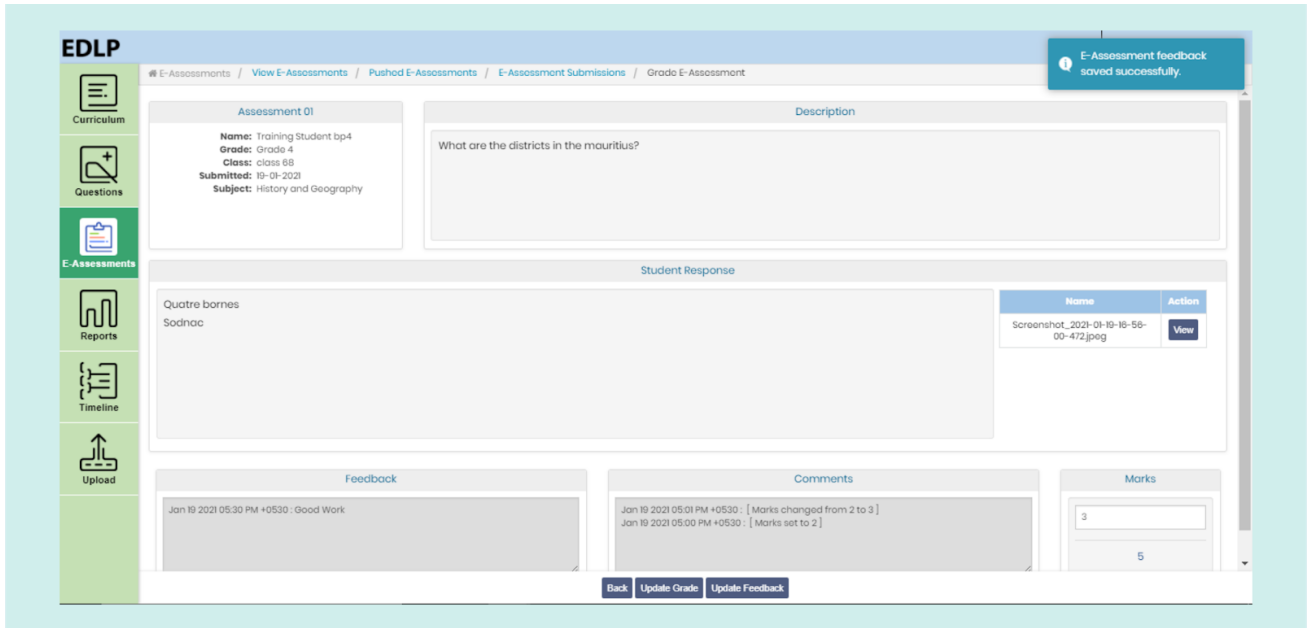 EDLP
E-Assessment feedback
saved successfully.
E-Assessments / View E-Assessments / Pushed E-Assessments / E-Assessment Submissions / Grade E-Assessment
Curriculum
Questions
E-Assessments
Reports
Timeline
Upload
Assessment 01
Name: Training Student bp4
Grade: Grade 4
Class: class 68
Submitted: 19-01-2021
Subject: History and Geography
Description
What are the districts in the mauritius?
Student Response
Quatre bornes
Sodnac
Name Action
Screenshot_2021-01-19-16-56-
00-472.jpeg
View
Feedback
Jan 19 2021 05:30 PM +0530 : Good Work
Comments
Jan 19 2021 05:01 PM +0530 : [ Marks changed from 2 to 3 ]
Jan 19 2021 05:00 PM +0530 : [ Marks set to 2 ]
Marks
3
5
Back Update Grade Update Feedback